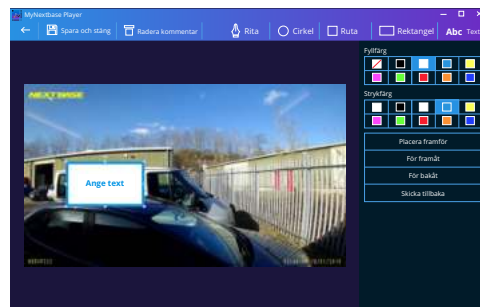 MyNextbase Player
Spara och stäng
Radera kommentar
Rita
Cirkel
Ruta
Rektangel
Abc Text
Fyllfärg
Strykfärg
Placera framför
För framåt
För bakåt
Skicka tillbaka
NEXTBASE
Ange text